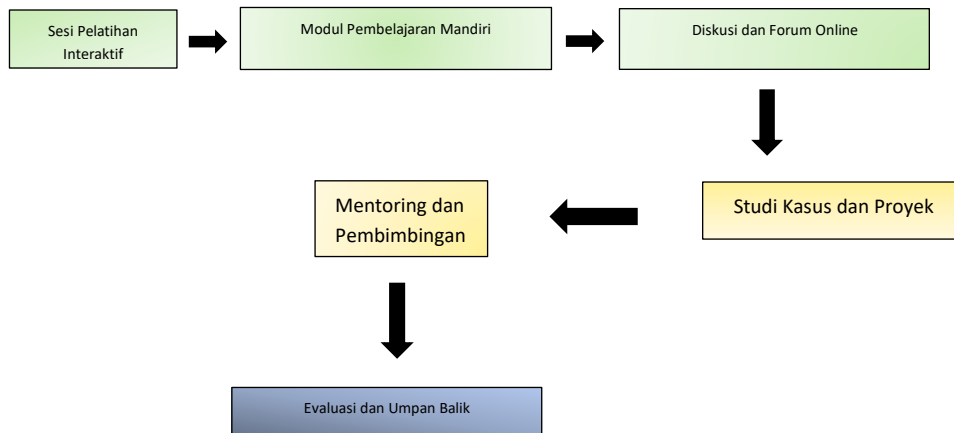 Sesi Pelatihan
Interaktif
Modul Pembelajaran Mandiri
Diskusi dan Forum Online
Studi Kasus dan Proyek
Mentoring dan
Pembimbingan
Evaluasi dan Umpan Balik